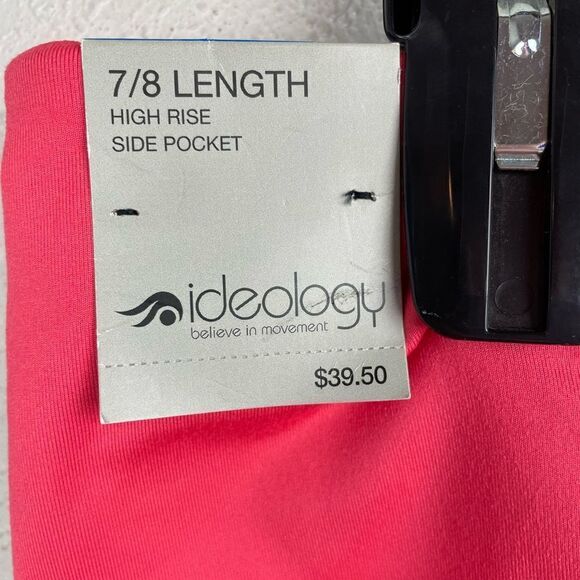 7/8 LENGTH
HIGH RISE
SIDE POCKET
ideology
believe in movement
$39.50